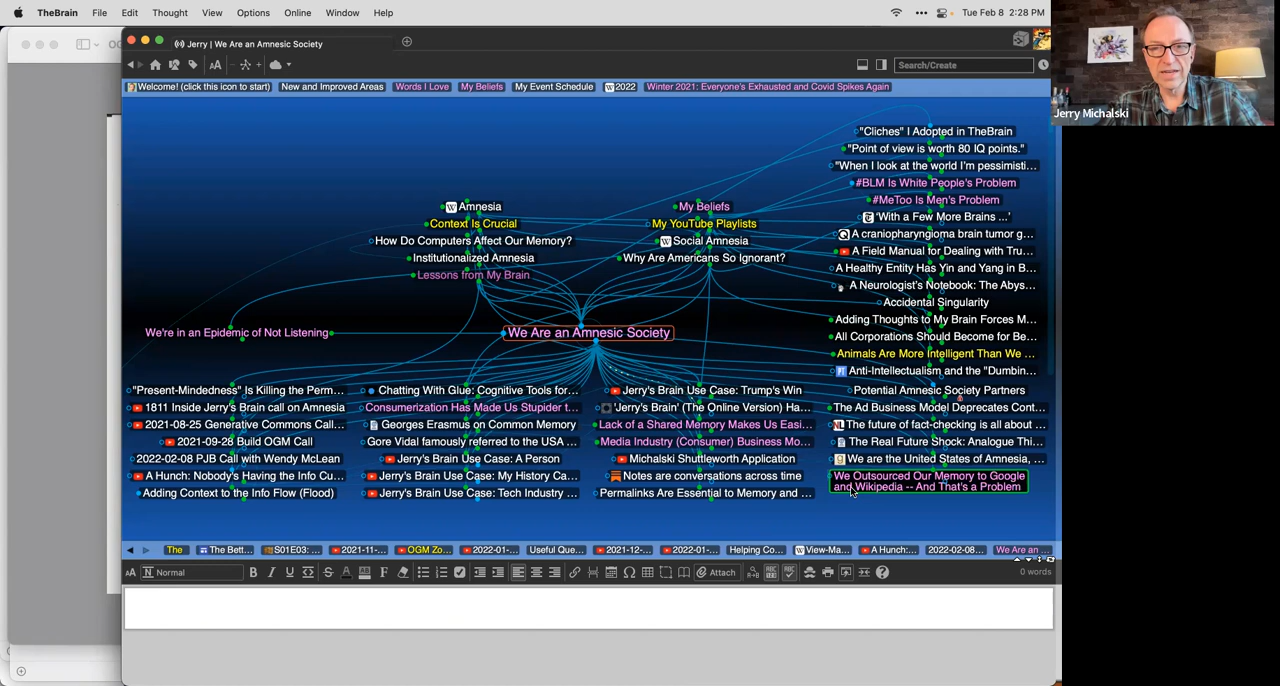 TheBrain File Edit Thought View Options Online Window Help Tue Feb 8 2:28 PM
Jerry | We Are an Amnesic Society
AA Search/Create
Welcome! (click this icon to start) New and Improved Areas Words I Love My Beliefs My Event Schedule 2022 Winter 2021: Everyone's Exhausted and Covid Spikes Again
Jerry Michalski
Amnesia
Context Is Crucial
How Do Computers Affect Our Memory?
Institutionalized Amnesia
Lessons from My Brain
My Beliefs
My YouTube Playlists
Social Amnesia
Why Are Americans So Ignorant?
"Cliches" I Adopted in TheBrain
"Point of view is worth 80 IQ points."
"When I look at the world I'm pessimisti...
#BLM Is White People's Problem
#MeToo Is Men's Problem
'With a Few More Brains ...'
A craniopharyngioma brain tumor g...
A Field Manual for Dealing with Tru...
A Healthy Entity Has Yin and Yang in B...
A Neurologist's Notebook: The Abys...
Accidental Singularity
Adding Thoughts to My Brain Forces M...
All Corporations Should Become for Be...
Animals Are More Intelligent Than We ...
Anti-Intellectualism and the "Dumbin...
We're in an Epidemic of Not Listening
We Are an Amnesic Society
"Present-Mindedness" Is Killing the Perm...
1811 Inside Jerry's Brain call on Amnesia
2021-08-25 Generative Commons Call...
2021-09-28 Build OGM Call
2022-02-08 PJB Call with Wendy McLean
A Hunch: Nobody's Having the Info Cu...
Adding Context to the Info Flow (Flood)
Chatting With Glue: Cognitive Tools for...
Consumerization Has Made Us Stupider t...
Georges Erasmus on Common Memory
Gore Vidal famously referred to the USA ...
Jerry's Brain Use Case: A Person
Jerry's Brain Use Case: My History Ca...
Jerry's Brain Use Case: Tech Industry ...
Jerry's Brain Use Case: Trump's Win
'Jerry's Brain' (The Online Version) Ha...
Lack of a Shared Memory Makes Us Easi...
Media Industry (Consumer) Business Mo...
Michalski Shuttleworth Application
Notes are conversations across time
Permalinks Are Essential to Memory and ...
Potential Amnesic Society Partners
The Ad Business Model Deprecates Cont...
The future of fact-checking is all about ...
The Real Future Shock: Analogue Thi...
We are the United States of Amnesia, ...
We Outsourced Our Memory to Google
and Wikipedia -- And That's a Problem
The The Bett... S01E03: ... 2021-11-... OGM Zo... 2022-01-... Useful Que... 2021-12-... 2022-01-... Helping Co... View-Ma... A Hunch:... 2022-02-08... We Are an ...
AA N Normal B I U S A F Attach 0 words